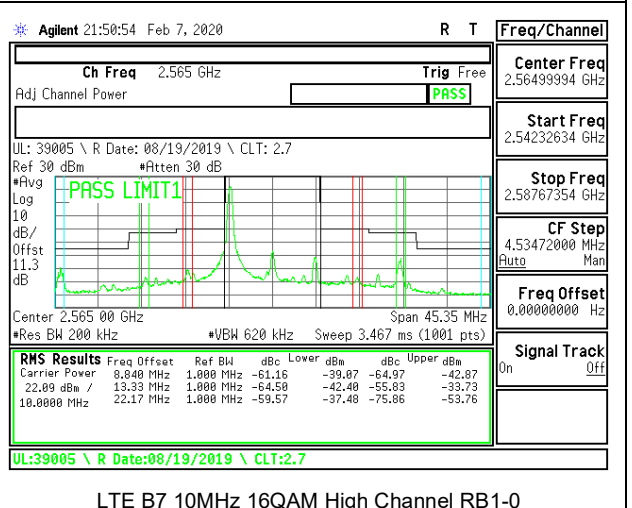 Agilent 21:50:54 Feb 7, 2020 R T
Freq/Channel
Ch Freq 2.565 GHz Trig Free
Adj Channel Power PASS
UL: 39005 \ R Date: 08/19/2019 \ CLT: 2.7
Ref 30 dBm #Atten 30 dB
#Avg
Log
10
dB/
Offst
11.3
dB
PASS LIMIT1
Center 2.565 00 GHz Span 45.35 MHz
#Res BW 200 kHz #VBW 620 kHz Sweep 3.467 ms (1001 pts)
RMS Results Freq Offset Ref BW dBc Lower dBm dBc Upper dBm
Carrier Power 8.840 MHz 1.000 MHz -61.16 -39.07 -64.97 -42.87
22.09 dBm / 13.33 MHz 1.000 MHz -64.50 -42.40 -55.83 -33.73
10.0000 MHz 22.17 MHz 1.000 MHz -59.57 -37.48 -75.86 -53.76
UL:39005 \ R Date:08/19/2019 \ CLT:2.7
Center Freq
2.56499994 GHz
Start Freq
2.54232634 GHz
Stop Freq
2.58767354 GHz
CF Step
4.53472000 MHz
Auto Man
Freq Offset
0.00000000 Hz
Signal Track
On Off
LTE B7 10MHz 16QAM High Channel RB1-0